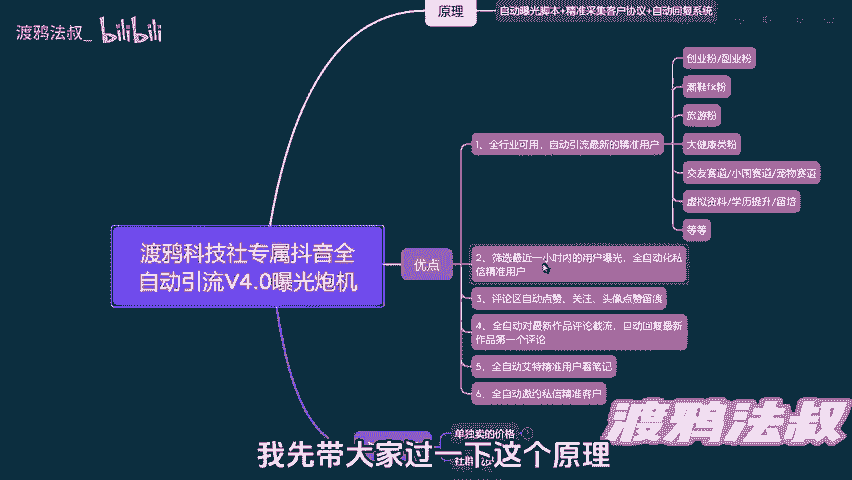 渡鸦法叔_ bilibili
原理
自动曝光脚本+精准采集客户协议+自动回复系统
渡鸦科技社专属抖音全
自动引流V4.0曝光炮机
优点
1、全行业可用，自动引流最新的精准用户
创业粉/副业粉
潮鞋fx粉
旅游粉
大健康类粉
交友赛道/小圈赛道/宠物赛道
虚拟资料/学历提升/留培
等等
2、筛选最近一小时内的用户曝光，全自动化私
信精准用户
3、评论区自动点赞、关注、头像点赞留痕
4、全自动对最新作品评论截流，自动回复最新
作品第一个评论
5、全自动艾特精准用户看笔记
6、全自动邀约私信精准客户
单独卖的价格
社群
渡鸦法叔
我先带大家过一下这个原理